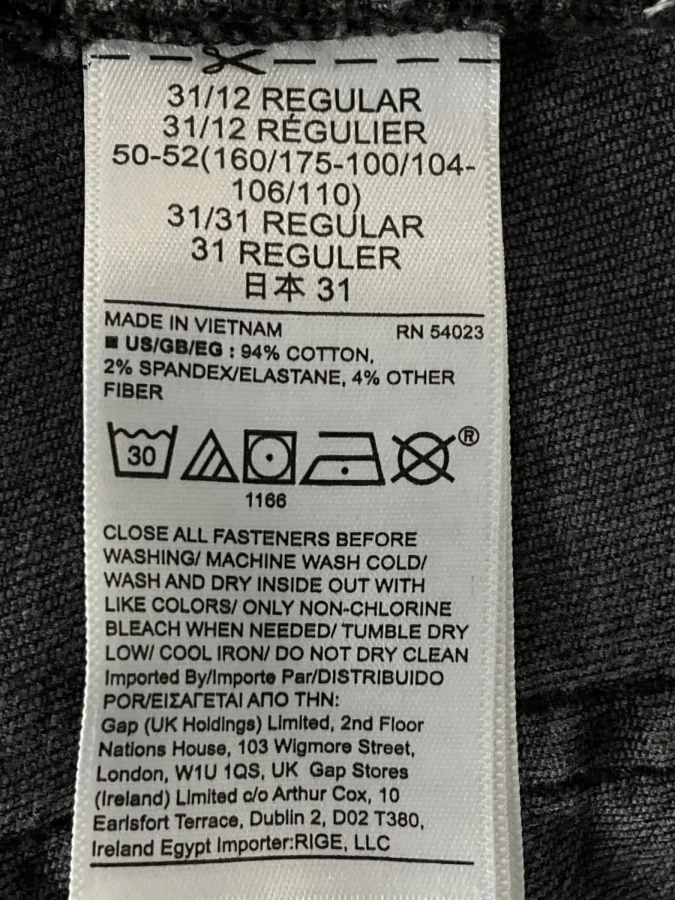 31/12 REGULAR
31/12 RÉGULIER
50-52(160/175-100/104-
106/110)
31/31 REGULAR
31 REGULER
日本 31
MADE IN VIETNAM RN 54023
■ US/GB/EG : 94% COTTON,
2% SPANDEX/ELASTANE, 4% OTHER
FIBER
30 ®
1166
CLOSE ALL FASTENERS BEFORE
WASHING/ MACHINE WASH COLD/
WASH AND DRY INSIDE OUT WITH
LIKE COLORS/ ONLY NON-CHLORINE
BLEACH WHEN NEEDED/ TUMBLE DRY
LOW/ COOL IRON/ DO NOT DRY CLEAN
Imported By/Importe Par/DISTRIBUIDO
POR/ΕΙΣΑΓΕΤΑΙ ΑΠΟ ΤΗΝ:
Gap (UK Holdings) Limited, 2nd Floor
Nations House, 103 Wigmore Street,
London, W1U 1QS, UK Gap Stores
(Ireland) Limited c/o Arthur Cox, 10
Earlsfort Terrace, Dublin 2, D02 T380,
Ireland Egypt Importer:RIGE, LLC